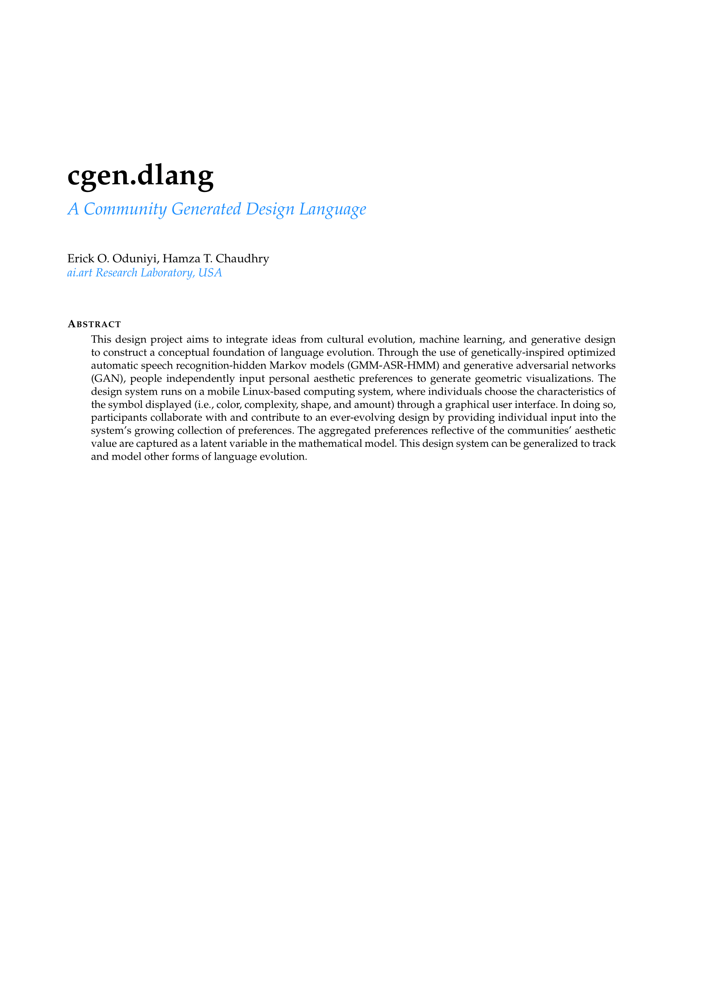 cgen.dlang
A Community Generated Design Language
Erick O. Oduniyi, Hamza T. Chaudhry
ai.art Research Laboratory, USA
Abstract
This design project aims to integrate ideas from cultural evolution, machine learning, and generative design
to construct a conceptual foundation of language evolution. Through the use of genetically-inspired optimized
automatic speech recognition-hidden Markov models (GMM-ASR-HMM) and generative adversarial networks
(GAN), people independently input personal aesthetic preferences to generate geometric visualizations. The
design system runs on a mobile Linux-based computing system, where individuals choose the characteristics of
the symbol displayed (i.e., color, complexity, shape, and amount) through a graphical user interface. In doing so,
participants collaborate with and contribute to an ever-evolving design by providing individual input into the
system's growing collection of preferences. The aggregated preferences reflective of the communities' aesthetic
value are captured as a latent variable in the mathematical model. This design system can be generalized to track
and model other forms of language evolution.